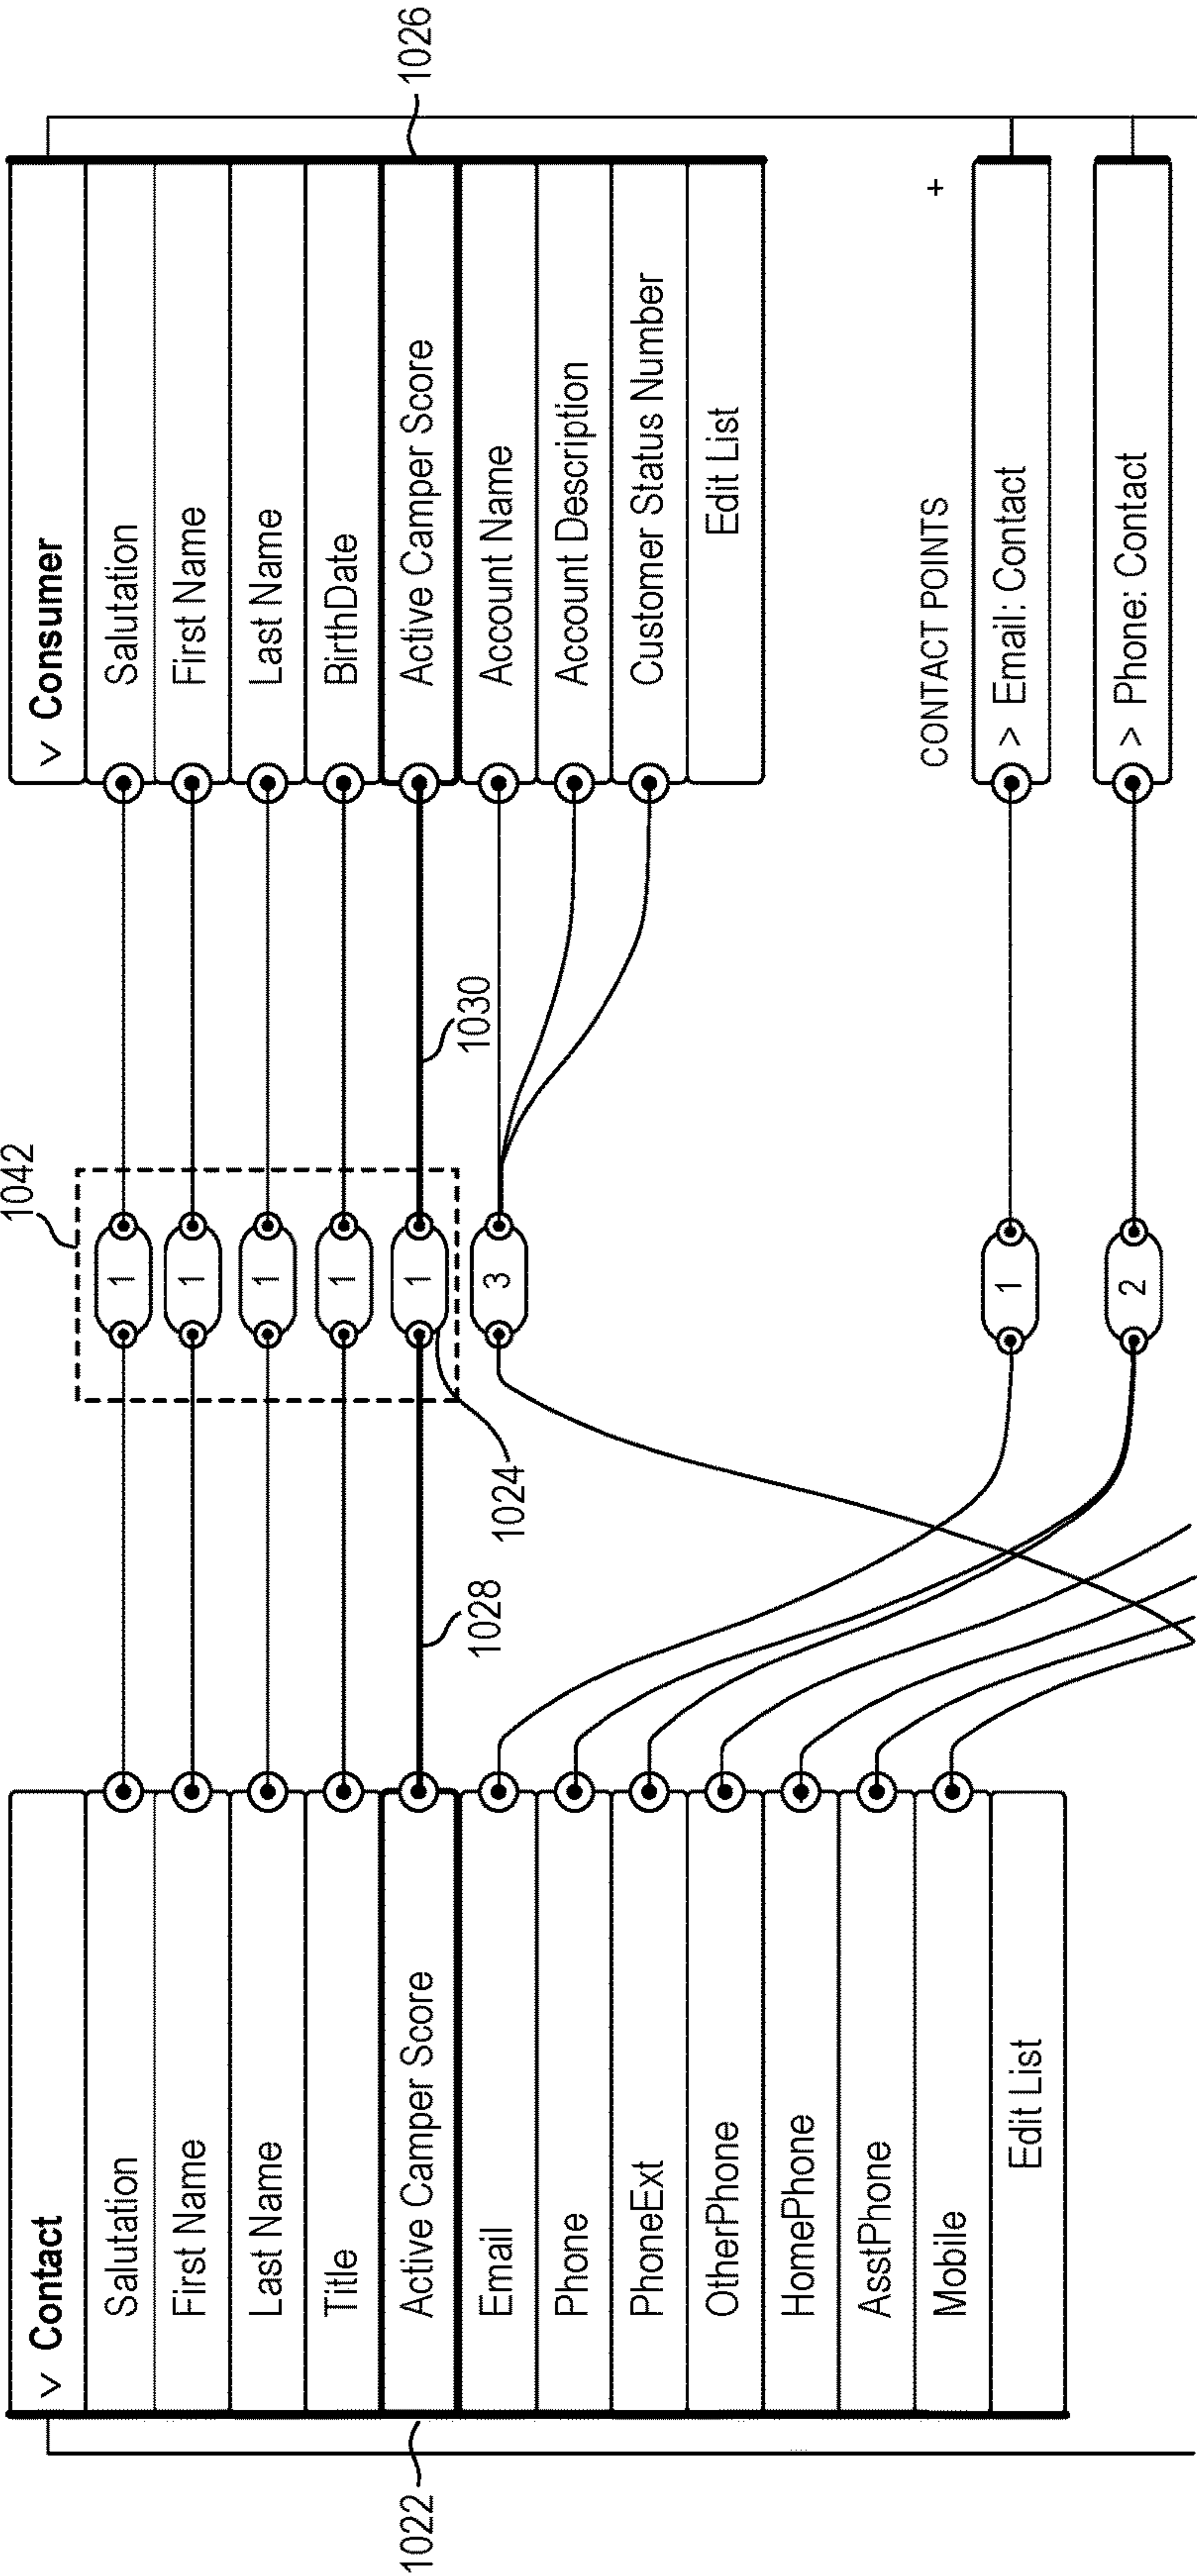 1042
∨ Contact
Salutation
First Name
Last Name
Title
Active Camper Score
Email
Phone
PhoneExt
OtherPhone
HomePhone
AsstPhone
Mobile
Edit List
1022
1028
1024
1030
1
1
1
1
1
3
1
2
∨ Consumer
Salutation
First Name
Last Name
BirthDate
Active Camper Score
Account Name
Account Description
Customer Status Number
Edit List
1026
CONTACT POINTS +
> Email: Contact
> Phone: Contact